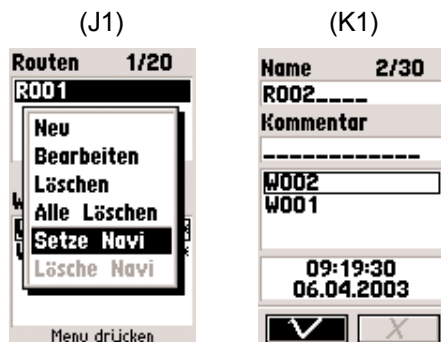 (J1)
Routen 1/20
R001
Neu
Bearbeiten
Löschen
Alle Löschen
Setze Navi
Lösche Navi
Menu drücken
(K1)
Name 2/30
R002____
Kommentar
____________
W002
W001
09:19:30
06.04.2003
X